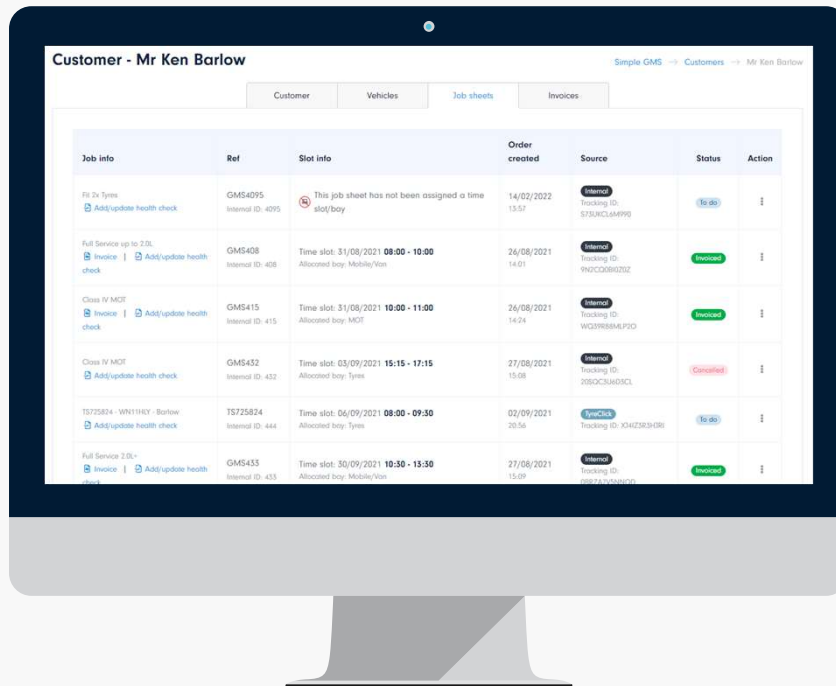 Customer - Mr Ken Barlow
Simple GMS → Customers → Mr Ken Barlow
Customer Vehicles Job sheets Invoices
Job info Ref Slot info Order created Source Status Action
Fit 2x Tyres
Add/update health check
GMS4095
Internal ID: 4095
This job sheet has not been assigned a time
slot/bay
14/02/2022
13:57
Internal
Tracking ID:
To do
Full Service up to 2.0L
Invoice | Add/update health
check
GMS408
Internal ID: 408
Time slot: 31/08/2021 08:00 - 10:00
Allocated bay: Mobile/Van
26/08/2021
14:01
Internal
Tracking ID:
Invoiced
Class IV MOT
Invoice | Add/update health
check
GMS415
Internal ID: 415
Time slot: 31/08/2021 10:00 - 11:00
Allocated bay: MOT
26/08/2021
14:24
Internal
Tracking ID:
Invoiced
Class IV MOT
Add/update health check
GMS432
Internal ID: 432
Time slot: 03/09/2021 15:15 - 17:15
Allocated bay: Tyres
27/08/2021
15:08
Internal
Tracking ID:
Cancelled
TS725824 - WN11HLY - Barlow
Add/update health check
TS725824
Internal ID: 444
Time slot: 06/09/2021 08:00 - 09:30
Allocated bay: Tyres
02/09/2021
20:56
TyreClick
Tracking ID:
To do
Full Service 2.0L+
Invoice | Add/update health
check
GMS433
Internal ID: 433
Time slot: 30/09/2021 10:30 - 13:30
Allocated bay: Mobile/Van
27/08/2021
15:09
Internal
Tracking ID:
Invoiced